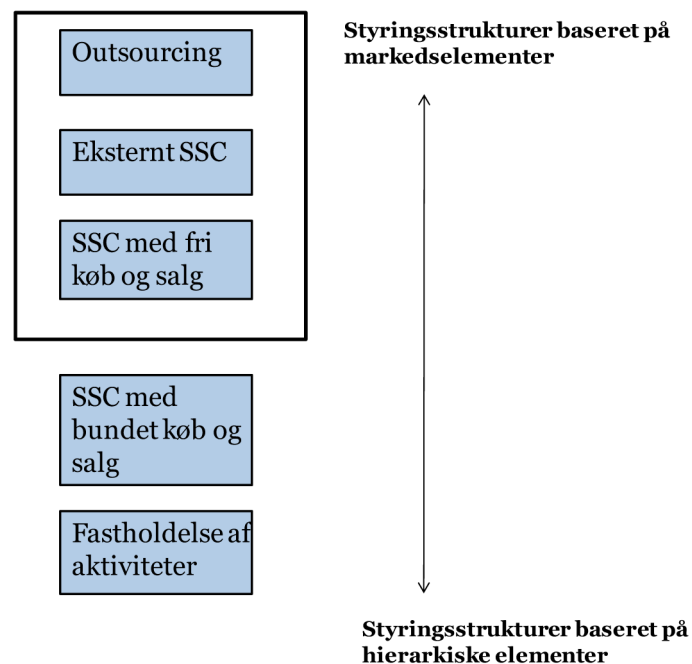 Outsourcing
Eksternt SSC
SSC med fri
køb og salg
SSC med
bundet køb og
salg
Fastholdelse af
aktiviteter
Styringsstrukturer baseret på
markedselementer
Styringsstrukturer baseret på
hierarkiske elementer